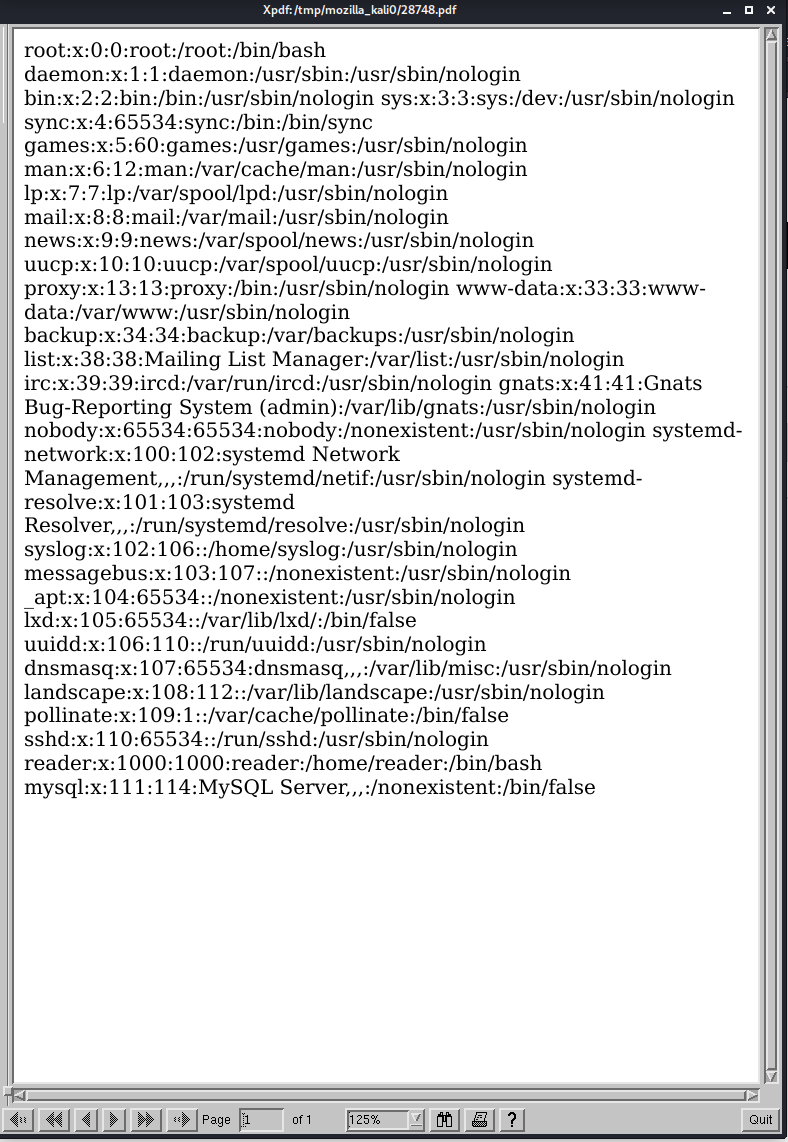 Xpdf: /tmp/mozilla_kali0/28748.pdf
root:x:0:0:root:/root:/bin/bash
daemon:x:1:1:daemon:/usr/sbin:/usr/sbin/nologin
bin:x:2:2:bin:/bin:/usr/sbin/nologin sys:x:3:3:sys:/dev:/usr/sbin/nologin
sync:x:4:65534:sync:/bin:/bin/sync
games:x:5:60:games:/usr/games:/usr/sbin/nologin
man:x:6:12:man:/var/cache/man:/usr/sbin/nologin
lp:x:7:7:lp:/var/spool/lpd:/usr/sbin/nologin
mail:x:8:8:mail:/var/mail:/usr/sbin/nologin
news:x:9:9:news:/var/spool/news:/usr/sbin/nologin
uucp:x:10:10:uucp:/var/spool/uucp:/usr/sbin/nologin
proxy:x:13:13:proxy:/bin:/usr/sbin/nologin www-data:x:33:33:www-
data:/var/www:/usr/sbin/nologin
backup:x:34:34:backup:/var/backups:/usr/sbin/nologin
list:x:38:38:Mailing List Manager:/var/list:/usr/sbin/nologin
irc:x:39:39:ircd:/var/run/ircd:/usr/sbin/nologin gnats:x:41:41:Gnats
Bug-Reporting System (admin):/var/lib/gnats:/usr/sbin/nologin
nobody:x:65534:65534:nobody:/nonexistent:/usr/sbin/nologin systemd-
network:x:100:102:systemd Network
Management,,,:/run/systemd/netif:/usr/sbin/nologin systemd-
resolve:x:101:103:systemd
Resolver,,,:/run/systemd/resolve:/usr/sbin/nologin
syslog:x:102:106::/home/syslog:/usr/sbin/nologin
messagebus:x:103:107::/nonexistent:/usr/sbin/nologin
_apt:x:104:65534::/nonexistent:/usr/sbin/nologin
lxd:x:105:65534::/var/lib/lxd/:/bin/false
uuidd:x:106:110::/run/uuidd:/usr/sbin/nologin
dnsmasq:x:107:65534:dnsmasq,,,:/var/lib/misc:/usr/sbin/nologin
landscape:x:108:112::/var/lib/landscape:/usr/sbin/nologin
pollinate:x:109:1::/var/cache/pollinate:/bin/false
sshd:x:110:65534::/run/sshd:/usr/sbin/nologin
reader:x:1000:1000:reader:/home/reader:/bin/bash
mysql:x:111:114:MySQL Server,,,:/nonexistent:/bin/false
Page 1 of 1 125% ? Quit